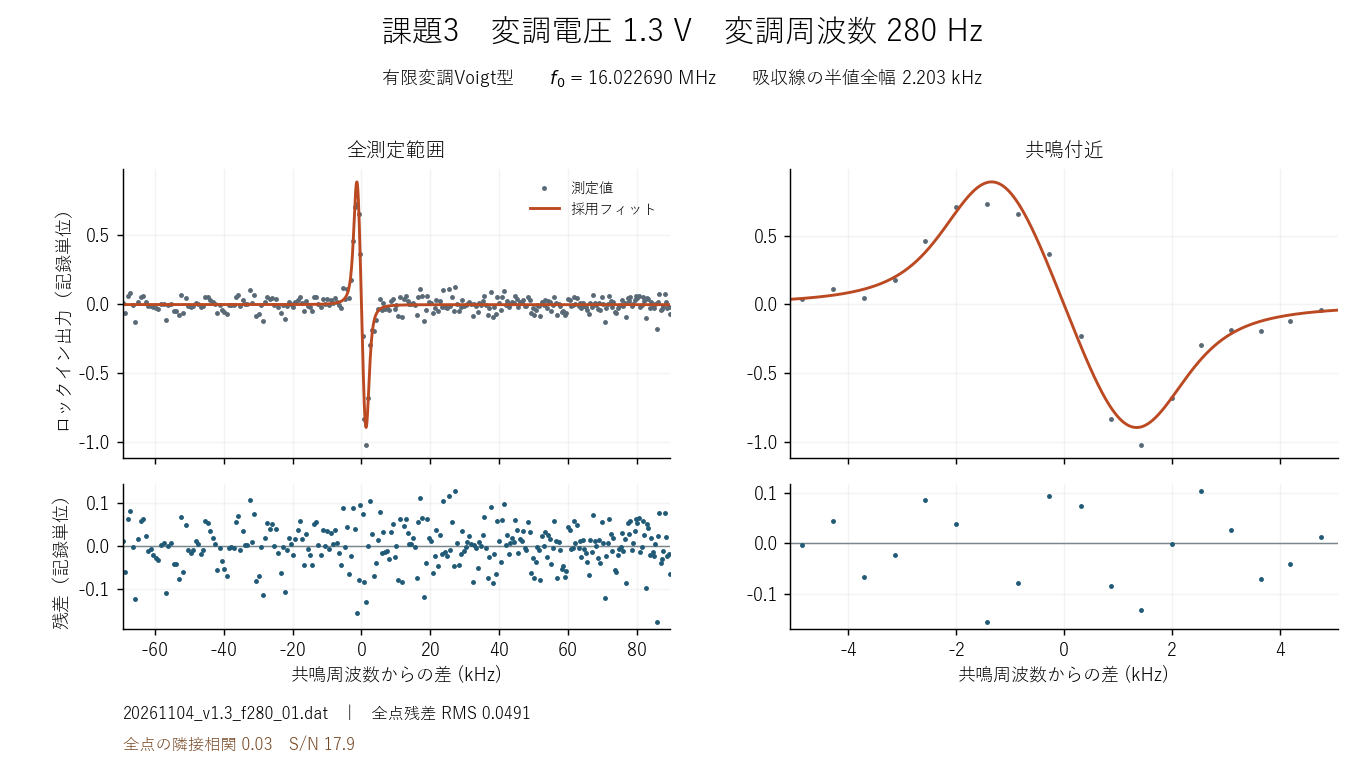 課題3　変調電圧 1.3 V　変調周波数 280 Hz
有限変調Voigt型　　f0 = 16.022690 MHz　　吸収線の半値全幅 2.203 kHz
全測定範囲
測定値
採用フィット
ロックイン出力（記録単位）
0.5
0.0
-0.5
-1.0
共鳴付近
0.5
0.0
-0.5
-1.0
残差（記録単位）
0.1
0.0
-0.1
-60 -40 -20 0 20 40 60 80
共鳴周波数からの差 (kHz)
0.1
0.0
-0.1
-4 -2 0 2 4
共鳴周波数からの差 (kHz)
20261104_v1.3_f280_01.dat　|　全点残差 RMS 0.0491
全点の隣接相関 0.03　S/N 17.9